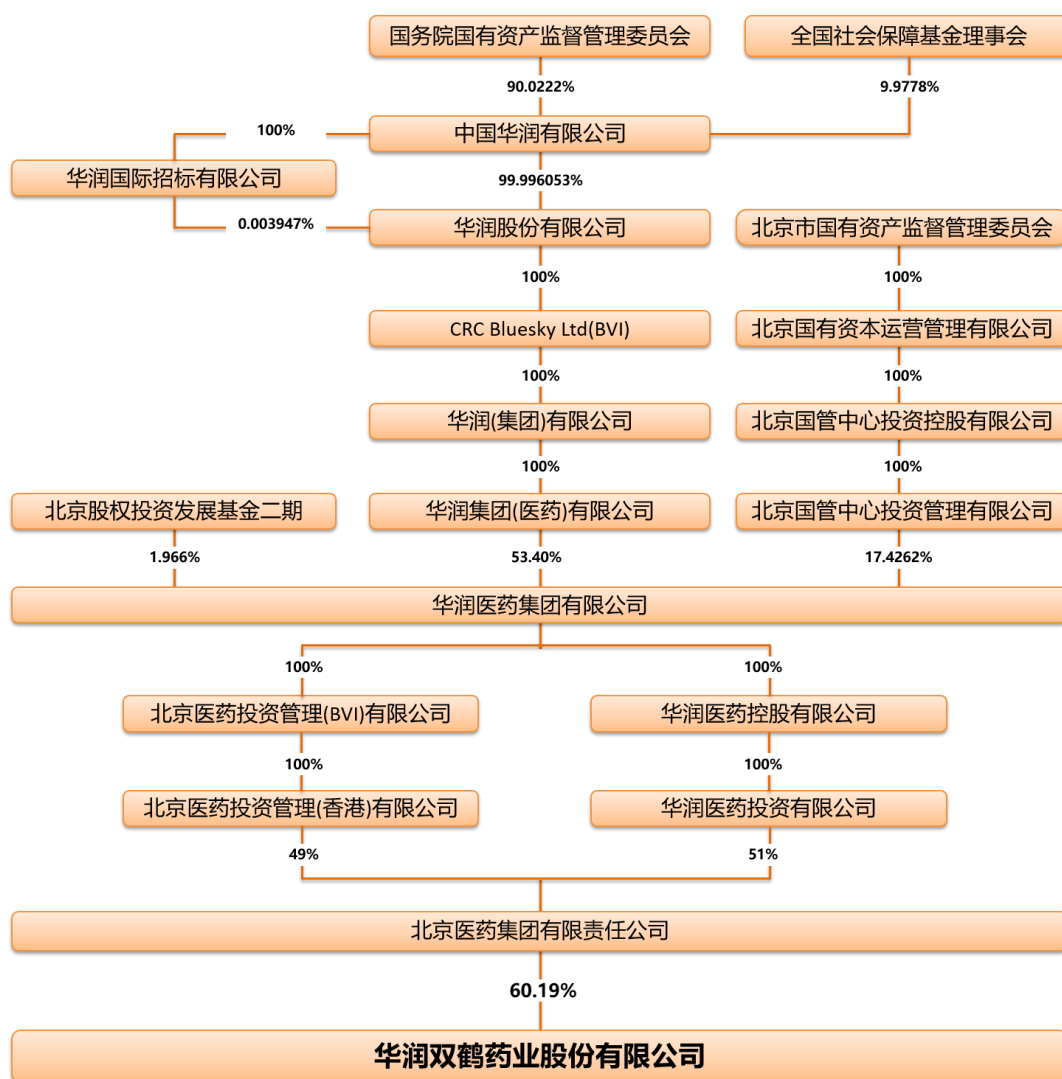 国务院国有资产监督管理委员会
全国社会保障基金理事会
90.0222%
9.9778%
100%
中国华润有限公司
华润国际招标有限公司
99.996053%
0.003947%
华润股份有限公司
北京市国有资产监督管理委员会
100%
100%
CRC Bluesky Ltd(BVI)
北京国有资本运营管理有限公司
100%
100%
华润(集团)有限公司
北京国管中心投资控股有限公司
100%
100%
北京股权投资发展基金二期
华润集团(医药)有限公司
北京国管中心投资管理有限公司
1.966%
53.40%
17.4262%
华润医药集团有限公司
100%
100%
北京医药投资管理(BVI)有限公司
华润医药控股有限公司
100%
100%
北京医药投资管理(香港)有限公司
华润医药投资有限公司
49%
51%
北京医药集团有限责任公司
60.19%
华润双鹤药业股份有限公司